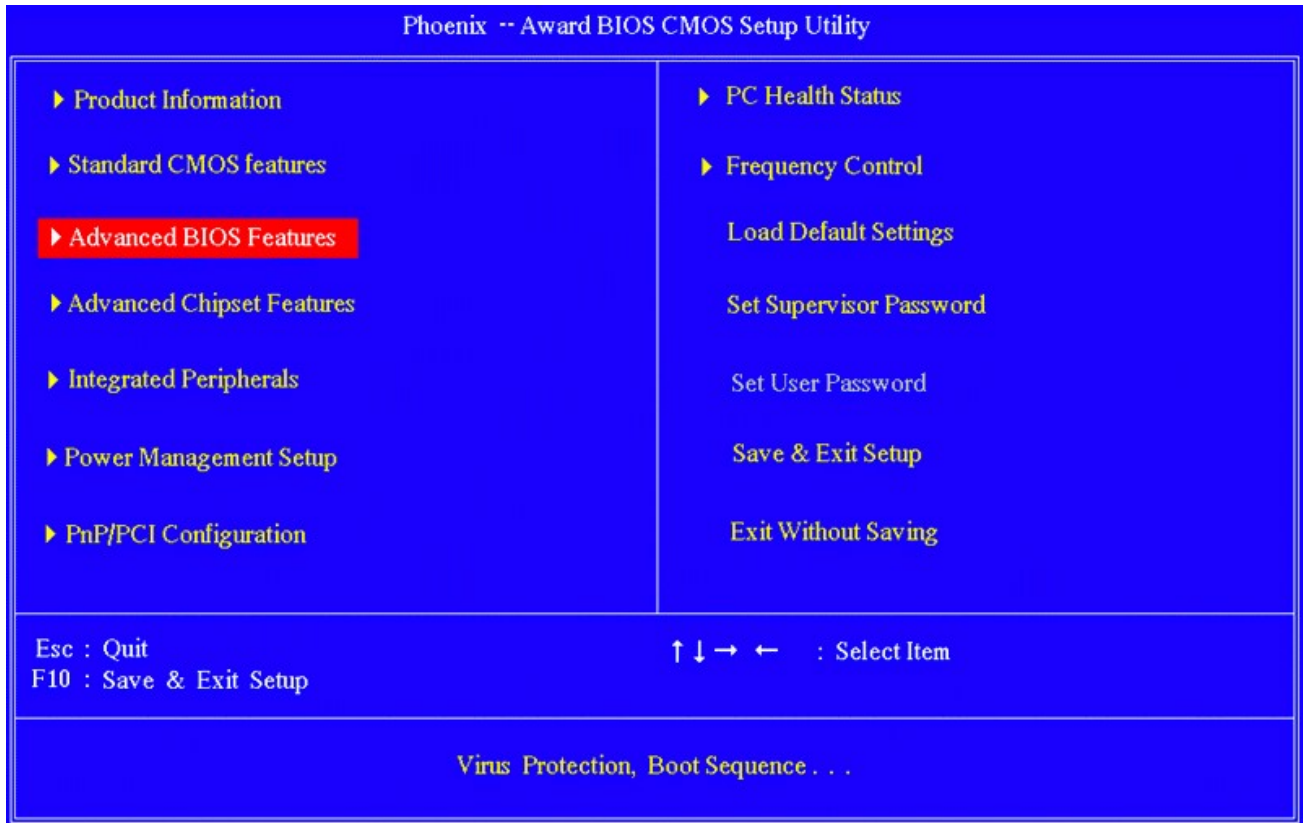 Phoenix -- Award BIOS CMOS Setup Utility
Product Information
Standard CMOS features
Advanced BIOS Features
Advanced Chipset Features
Integrated Peripherals
Power Management Setup
PnP/PCI Configuration
PC Health Status
Frequency Control
Load Default Settings
Set Supervisor Password
Set User Password
Save & Exit Setup
Exit Without Saving
Esc : Quit
F10 : Save & Exit Setup
↑ ↓ → ← : Select Item
Virus Protection, Boot Sequence . . .